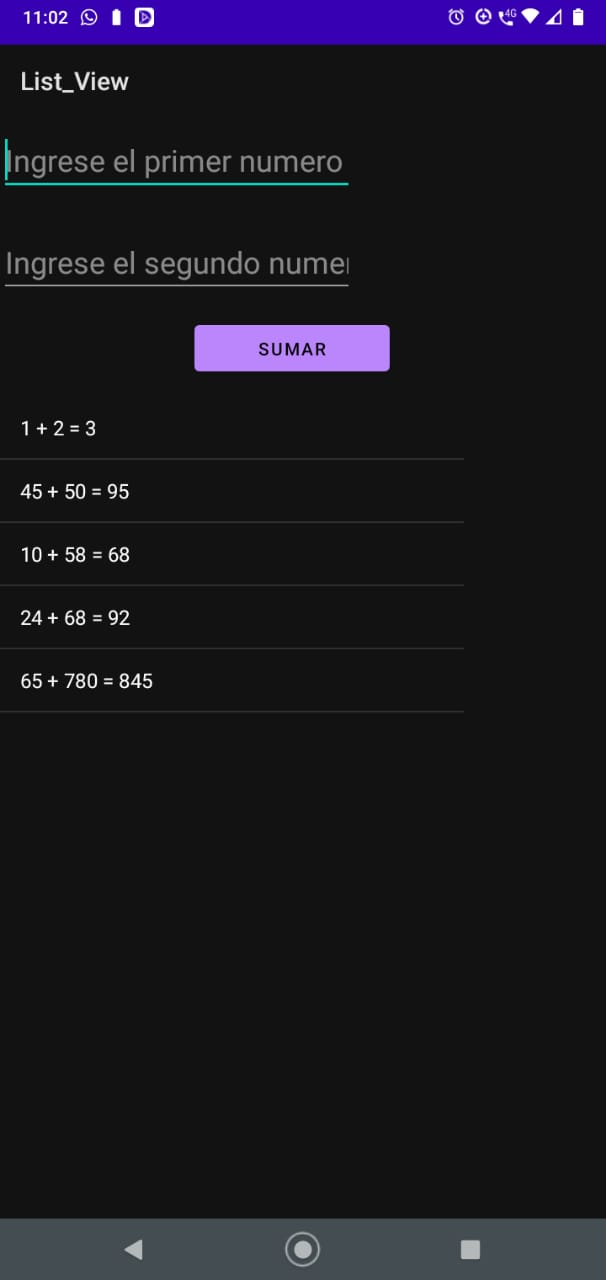 11:02
4G
List_View
Ingrese el primer numero
Ingrese el segundo numer
SUMAR
1 + 2 = 3
45 + 50 = 95
10 + 58 = 68
24 + 68 = 92
65 + 780 = 845